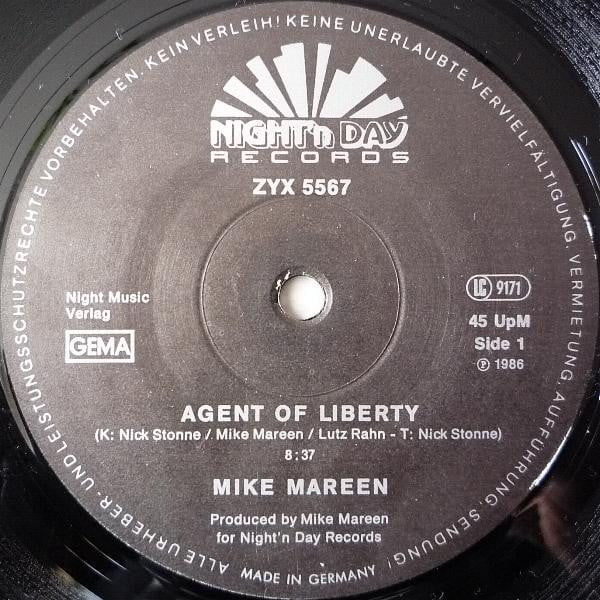 ALLE URHEBER- UND LEISTUNGSSCHUTZRECHTE VORBEHALTEN. KEIN VERLEIH! KEINE UNERLAUBTE VERVIELFÄLTIGUNG, VERMIETUNG, AUFFÜHRUNG, SENDUNG!
NIGHT'n DAY
RECORDS
ZYX 5567
Night Music
Verlag
GEMA
LC 9171
45 UpM
Side 1
℗ 1986
AGENT OF LIBERTY
(K: Nick Stonne / Mike Mareen / Lutz Rahn - T: Nick Stonne)
8:37
MIKE MAREEN
Produced by Mike Mareen
for Night'n Day Records
MADE IN GERMANY